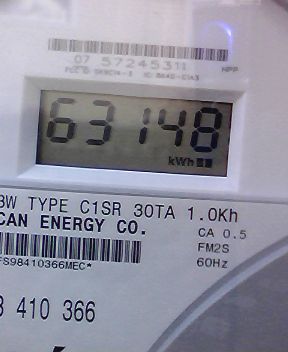 07 57245311
63148
kWh
3W TYPE C1SR 30TA 1.0Kh
CAN ENERGY CO.
CA 0.5
FM2S
60Hz
FS98410366MEC*
8 410 366